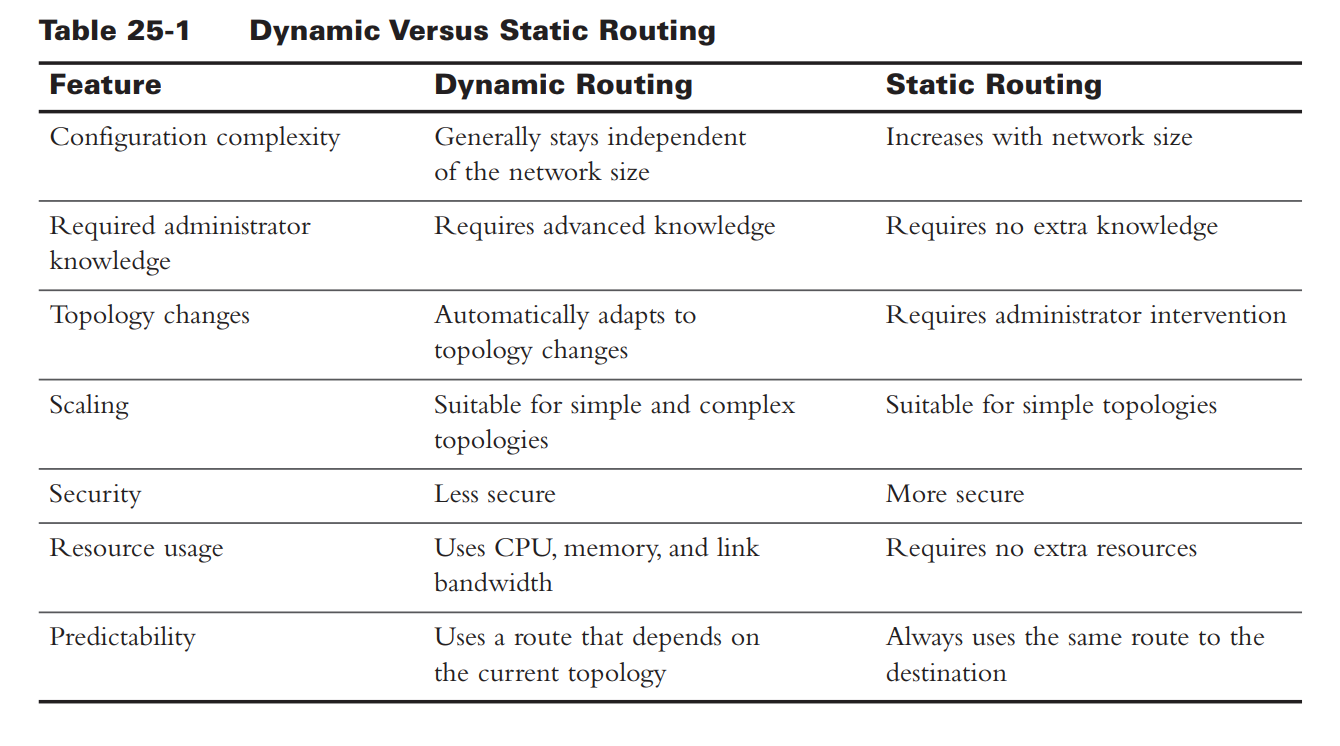 Table 25-1 Dynamic Versus Static Routing
Feature Dynamic Routing Static Routing
Configuration complexity Generally stays independent Increases with network size
of the network size
Required administrator Requires advanced knowledge Requires no extra knowledge
knowledge
Topology changes Automatically adapts to Requires administrator intervention
topology changes
Scaling Suitable for simple and complex Suitable for simple topologies
topologies
Security Less secure More secure
Resource usage Uses CPU, memory, and link Requires no extra resources
bandwidth
Predictability Uses a route that depends on Always uses the same route to the
the current topology destination